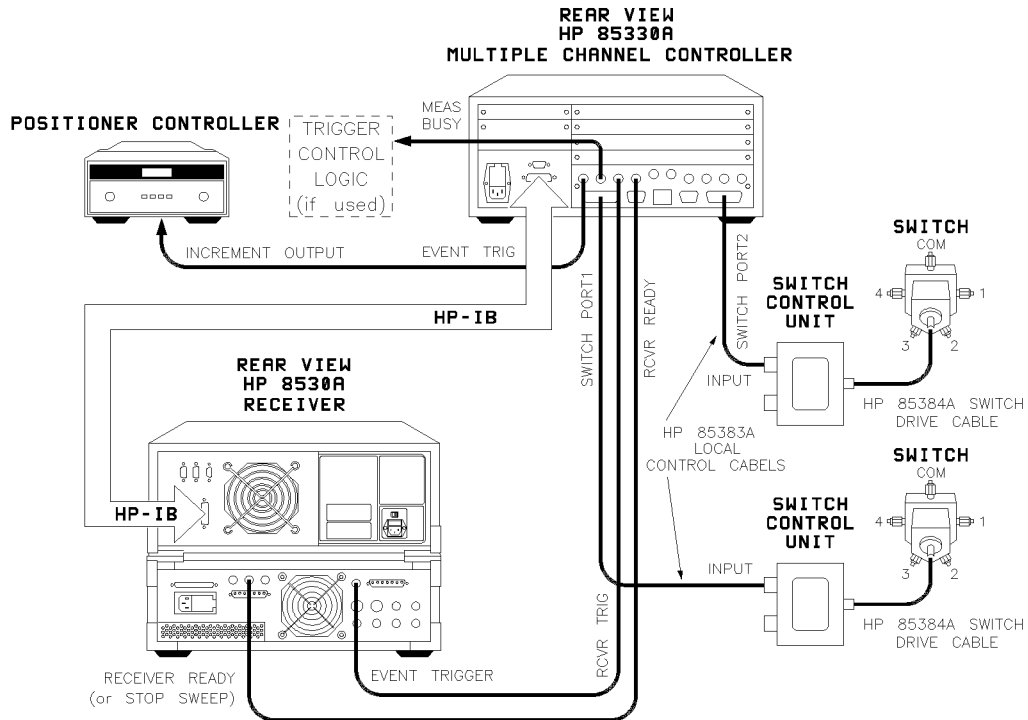 REAR VIEW
HP 85330A
MULTIPLE CHANNEL CONTROLLER
POSITIONER CONTROLLER
TRIGGER
CONTROL
LOGIC
(if used)
MEAS
BUSY
INCREMENT OUTPUT
EVENT TRIG
HP-IB
SWITCH PORT1
RCVR READY
SWITCH PORT2
SWITCH
COM
4
1
3
2
SWITCH
CONTROL
UNIT
INPUT
HP 85384A SWITCH
DRIVE CABLE
REAR VIEW
HP 8530A
RECEIVER
HP-IB
HP 85383A
LOCAL
CONTROL CABELS
SWITCH
COM
4
1
3
2
SWITCH
CONTROL
UNIT
INPUT
HP 85384A SWITCH
DRIVE CABLE
RCVR TRIG
EVENT TRIGGER
RECEIVER READY
(or STOP SWEEP)